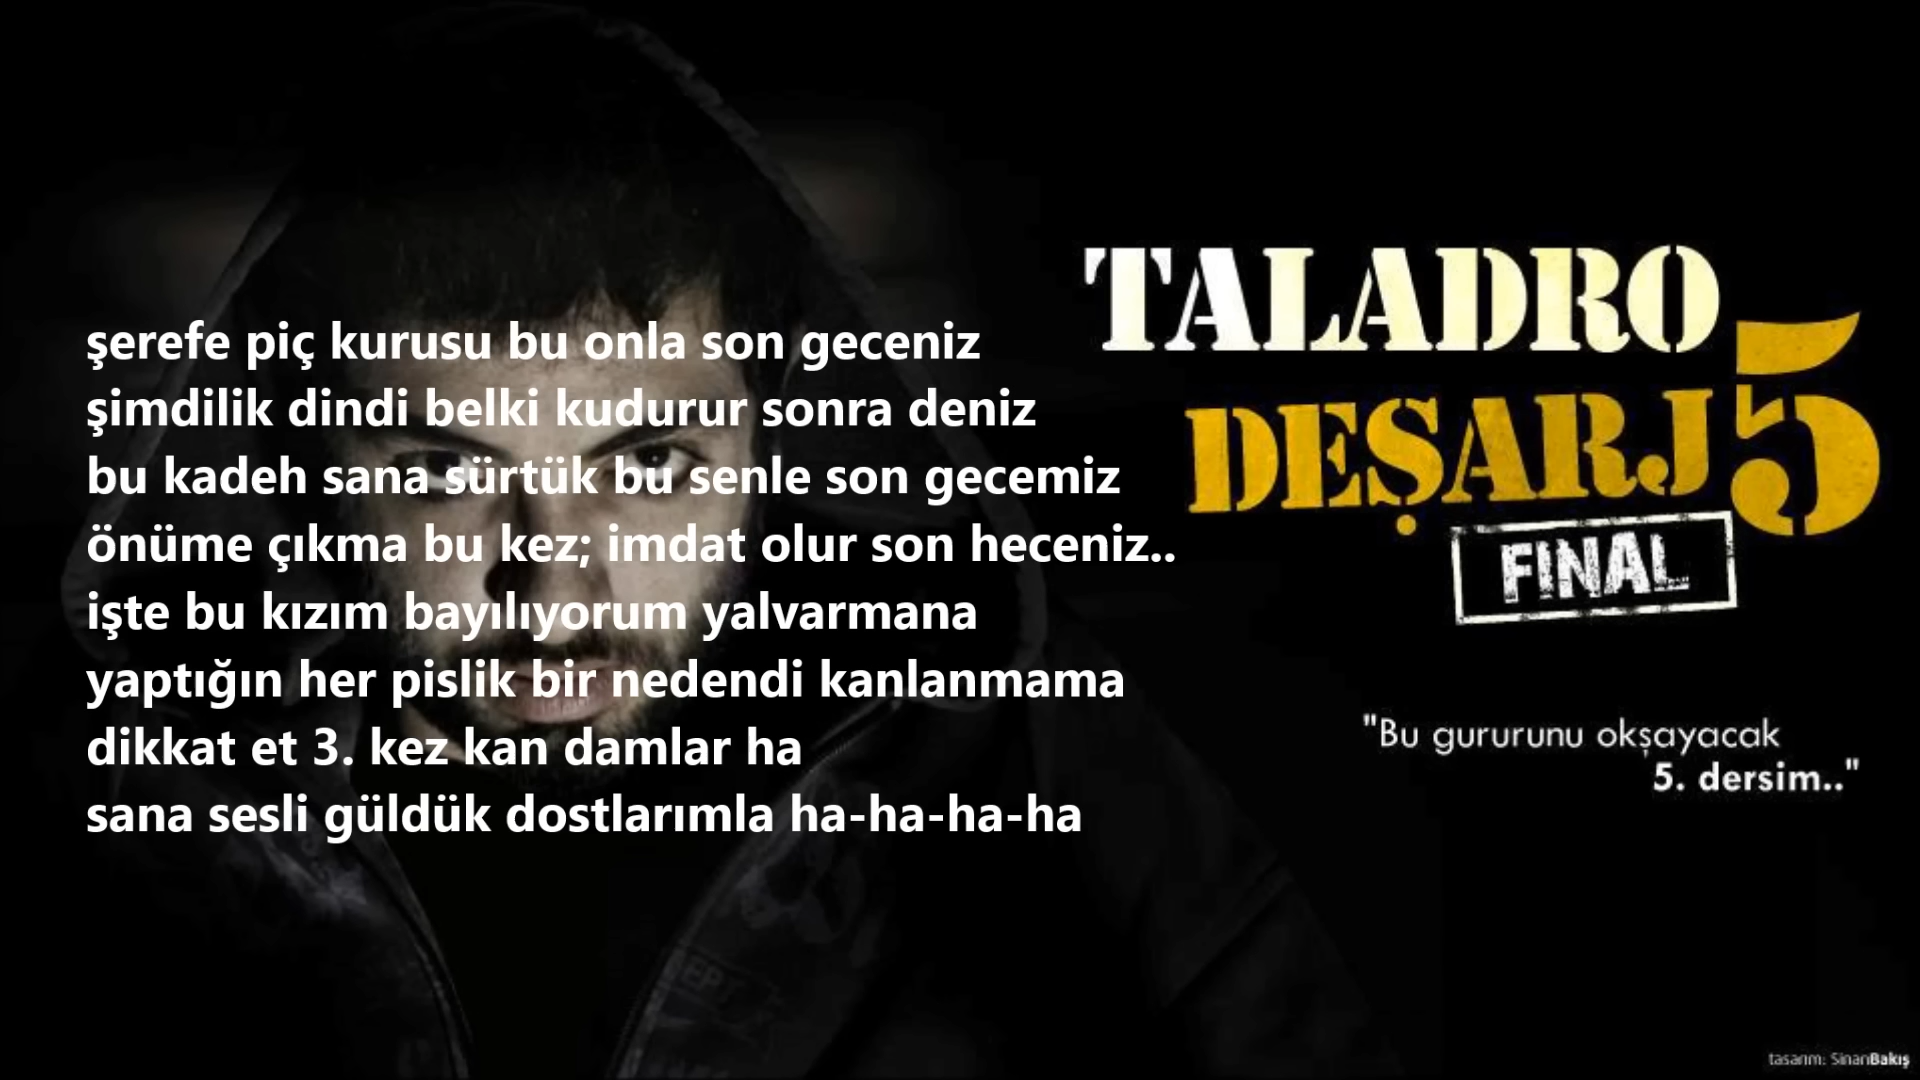 şerefe piç kurusu bu onla son geceniz
şimdilik dindi belki kudurur sonra deniz
bu kadeh sana sürtük bu senle son gecemiz
önüme çıkma bu kez; imdat olur son heceniz..
işte bu kızım bayılıyorum yalvarmana
yaptığın her pislik bir nedendi kanlanmama
dikkat et 3. kez kan damlar ha
sana sesli güldük dostlarımla ha-ha-ha-ha
TALADRO
DEŞARJ 5
FINAL
"Bu gururunu okşayacak
5. dersim.."
tasarım: SinanBakış